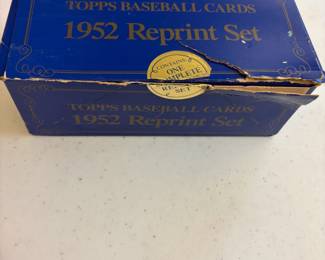 TOPPS BASEBALL CARDS
1952 Reprint Set
CONTAINS
ONE
COMPLETE
SET
TOPPS BASEBALL CARDS
1952 Reprint Set